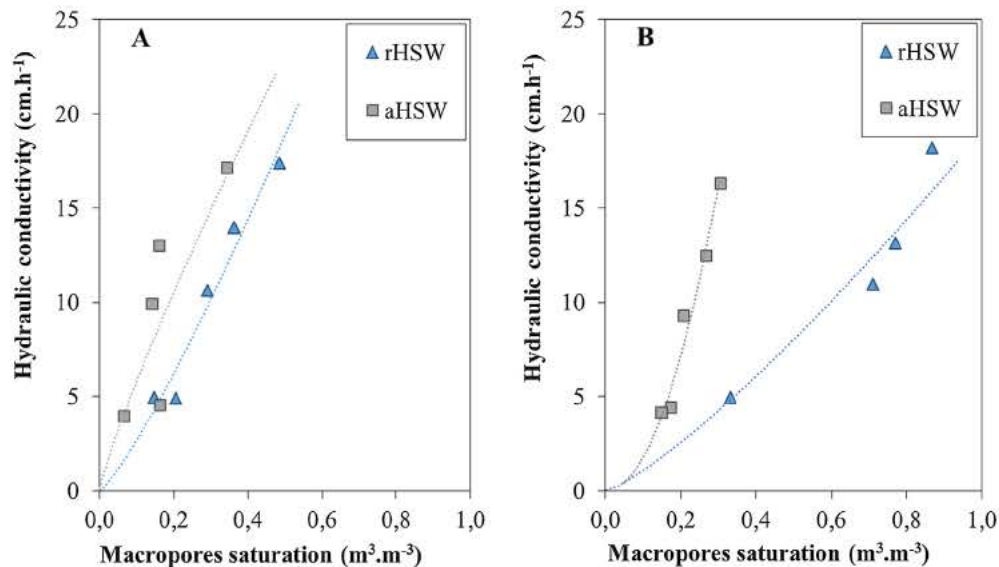 A
rHSW
aHSW
25
20
15
10
5
0
Hydraulic conductivity (cm.h⁻¹)
0,0 0,2 0,4 0,6 0,8 1,0
Macropores saturation (m³.m⁻³)
B
rHSW
aHSW
25
20
15
10
5
0
Hydraulic conductivity (cm.h⁻¹)
0,0 0,2 0,4 0,6 0,8 1,0
Macropores saturation (m³.m⁻³)